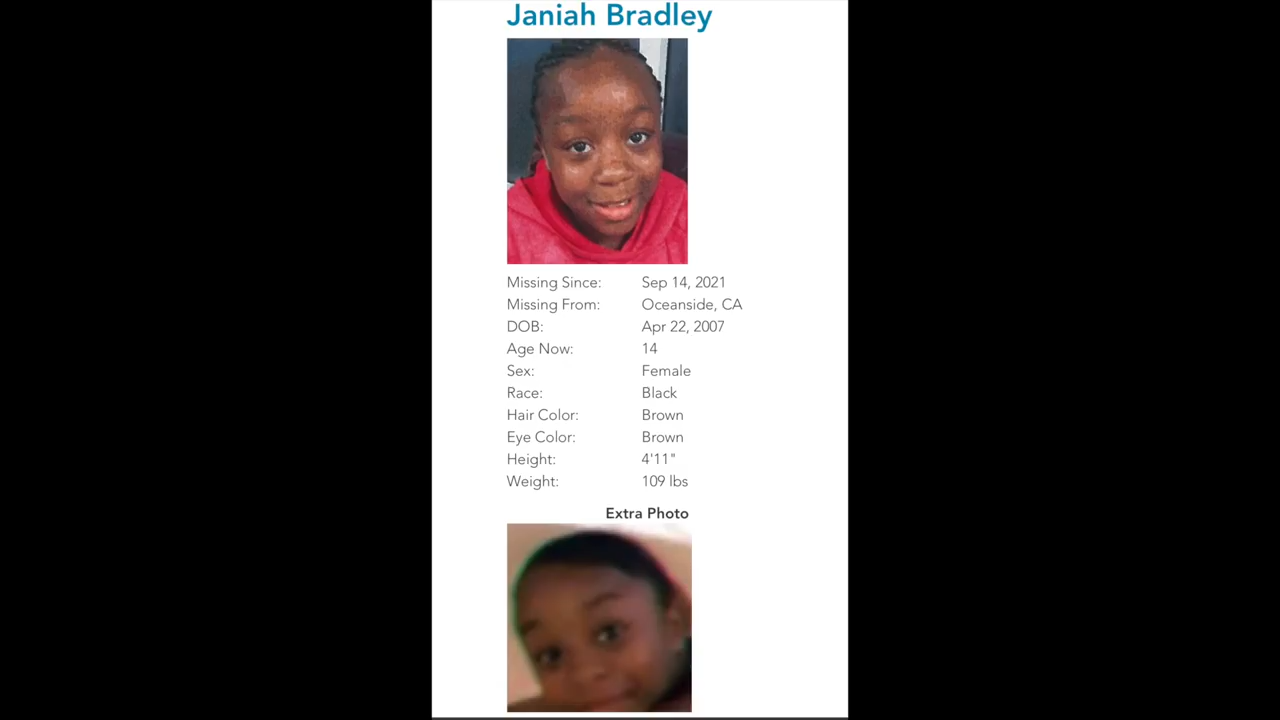 Janiah Bradley
Missing Since: Sep 14, 2021
Missing From: Oceanside, CA
DOB: Apr 22, 2007
Age Now: 14
Sex: Female
Race: Black
Hair Color: Brown
Eye Color: Brown
Height: 4'11"
Weight: 109 lbs
Extra Photo